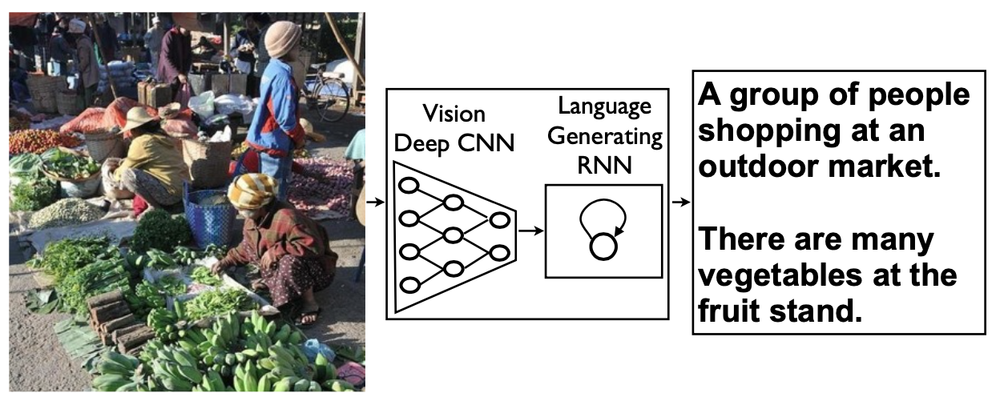 Vision
Deep CNN
Language
Generating
RNN
A group of people
shopping at an
outdoor market.
There are many
vegetables at the
fruit stand.